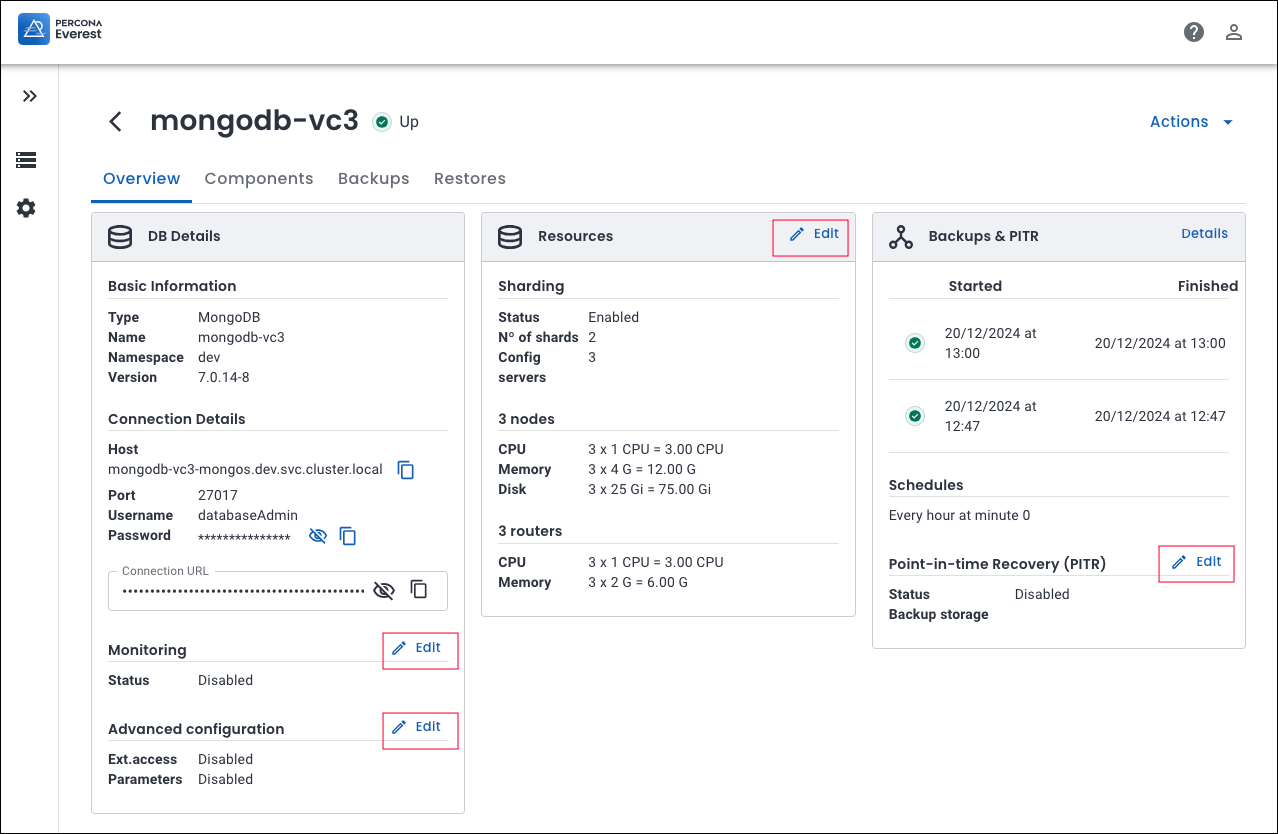 PERCONA
Everest
mongodb-vc3
Up
Actions
Overview
Components
Backups
Restores
DB Details
Basic Information
Type MongoDB
Name mongodb-vc3
Namespace dev
Version 7.0.14-8
Connection Details
Host
mongodb-vc3-mongos.dev.svc.cluster.local
Port 27017
Username databaseAdmin
Password ***************
Connection URL
••••••••••••••••••••••••••••••••••••••••••••
Monitoring Edit
Status Disabled
Advanced configuration Edit
Ext.access Disabled
Parameters Disabled
Resources Edit
Sharding
Status Enabled
Nº of shards 2
Config 3
servers
3 nodes
CPU 3 x 1 CPU = 3.00 CPU
Memory 3 x 4 G = 12.00 G
Disk 3 x 25 Gi = 75.00 Gi
3 routers
CPU 3 x 1 CPU = 3.00 CPU
Memory 3 x 2 G = 6.00 G
Backups & PITR Details
Started Finished
20/12/2024 at
13:00
20/12/2024 at 13:00
20/12/2024 at
12:47
20/12/2024 at 12:47
Schedules
Every hour at minute 0
Point-in-time Recovery (PITR) Edit
Status Disabled
Backup storage